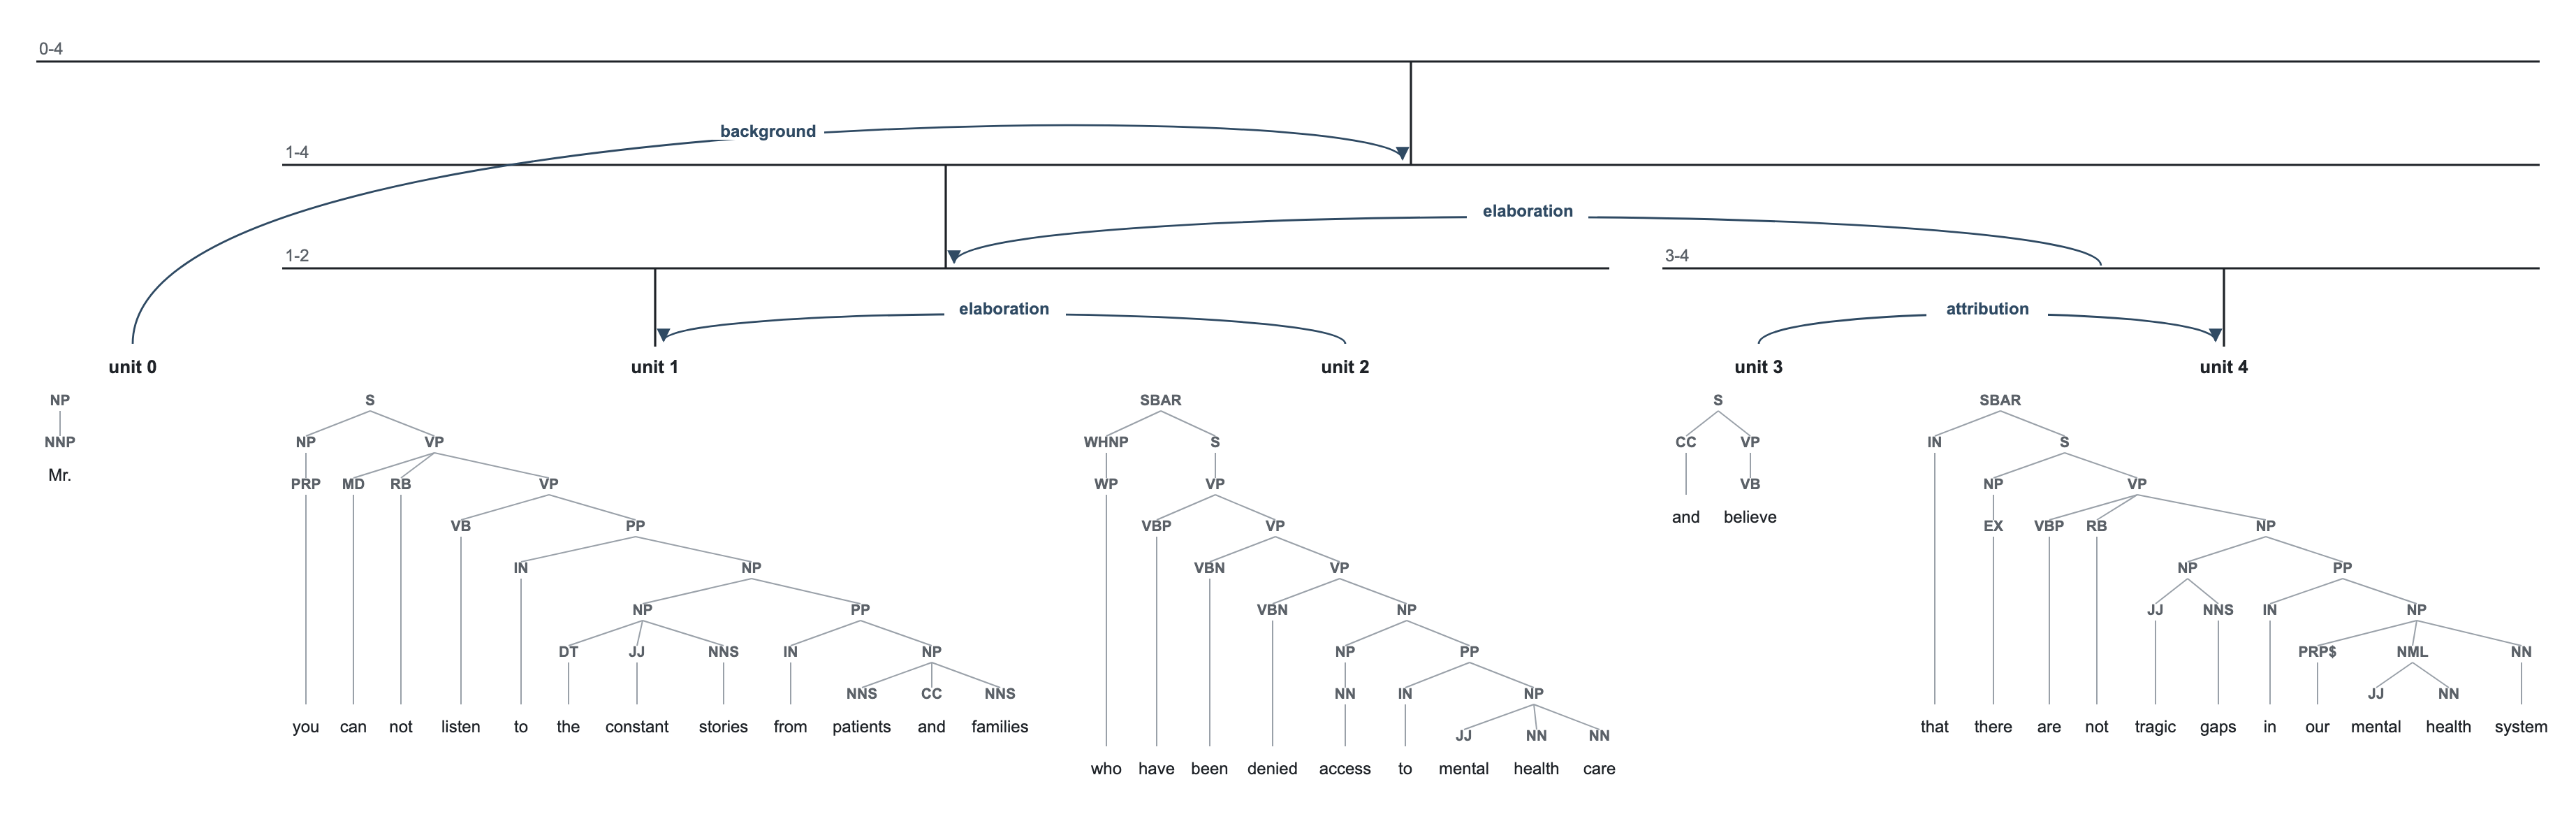 0-4
background
1-4
elaboration
1-2 3-4
elaboration attribution
unit 0 unit 1 unit 2 unit 3 unit 4
NP S SBAR S SBAR
NNP NP VP WHNP S CC VP IN S
Mr.
PRP MD RB VP WP VP VB NP VP
and believe
VB PP VBP VP EX VBP RB NP
IN NP VBN VP NP PP
NP PP VBN NP JJ NNS IN NP
DT JJ NNS IN NP NP PP PRP$ NML NN
NNS CC NNS NN IN NP JJ NN
you can not listen to the constant stories from patients and families that there are not tragic gaps in our mental health system
JJ NN NN
who have been denied access to mental health care